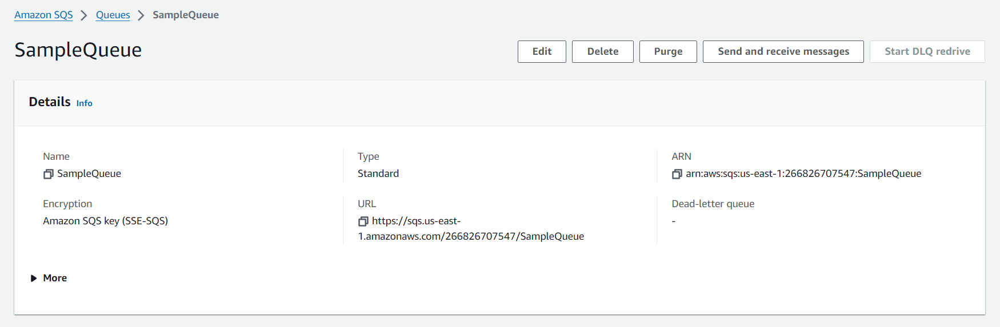 Amazon SQS > Queues > SampleQueue
SampleQueue
Edit Delete Purge Send and receive messages Start DLQ redrive
Details Info
Name Type ARN
SampleQueue Standard arn:aws:sqs:us-east-1:266826707547:SampleQueue
Encryption URL Dead-letter queue
Amazon SQS key (SSE-SQS) https://sqs.us-east- -
1.amazonaws.com/266826707547/SampleQueue
More